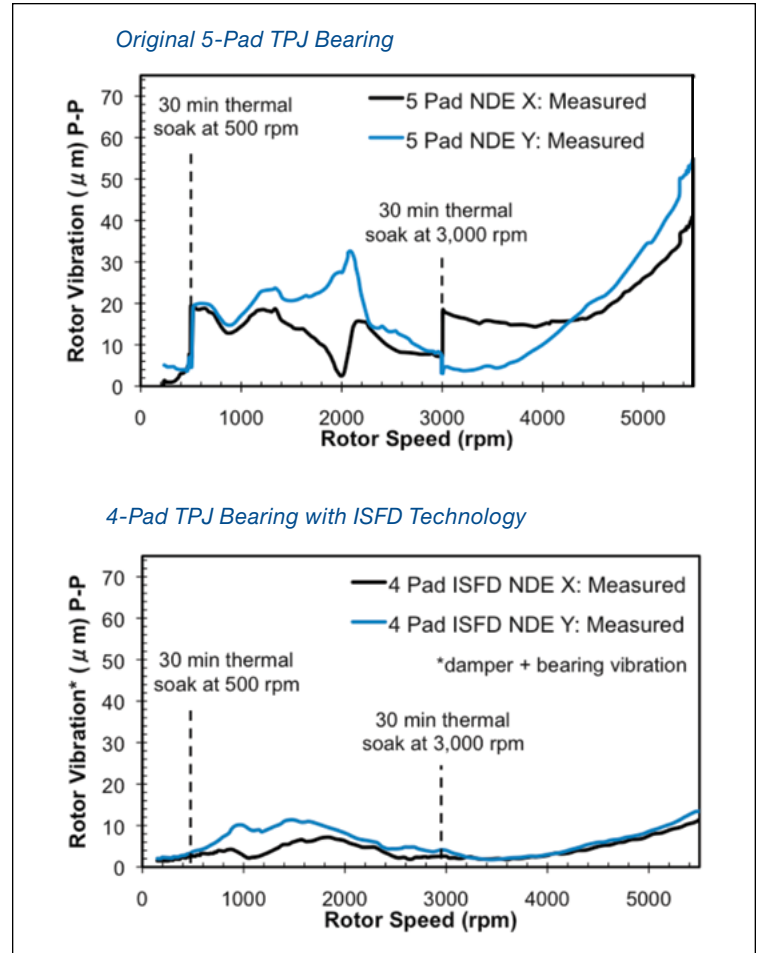 Original 5-Pad TPJ Bearing
70
60
50
40
30
20
10
0
Rotor Vibration (μm) P-P
30 min thermal
soak at 500 rpm
5 Pad NDE X: Measured
5 Pad NDE Y: Measured
30 min thermal
soak at 3,000 rpm
0 1000 2000 3000 4000 5000
Rotor Speed (rpm)
4-Pad TPJ Bearing with ISFD Technology
70
60
50
40
30
20
10
0
Rotor Vibration* (μm) P-P
4 Pad ISFD NDE X: Measured
4 Pad ISFD NDE Y: Measured
*damper + bearing vibration
30 min thermal
soak at 500 rpm
30 min thermal
soak at 3,000 rpm
0 1000 2000 3000 4000 5000
Rotor Speed (rpm)